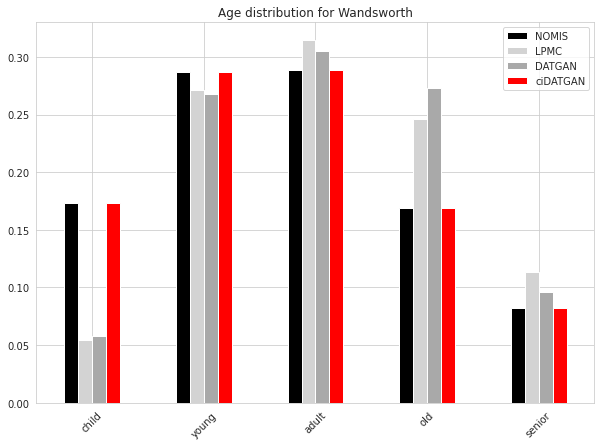 Age distribution for Wandsworth
NOMIS
LPMC
DATGAN
ciDATGAN
0.30
0.25
0.20
0.15
0.10
0.05
0.00
child
young
adult
old
senior